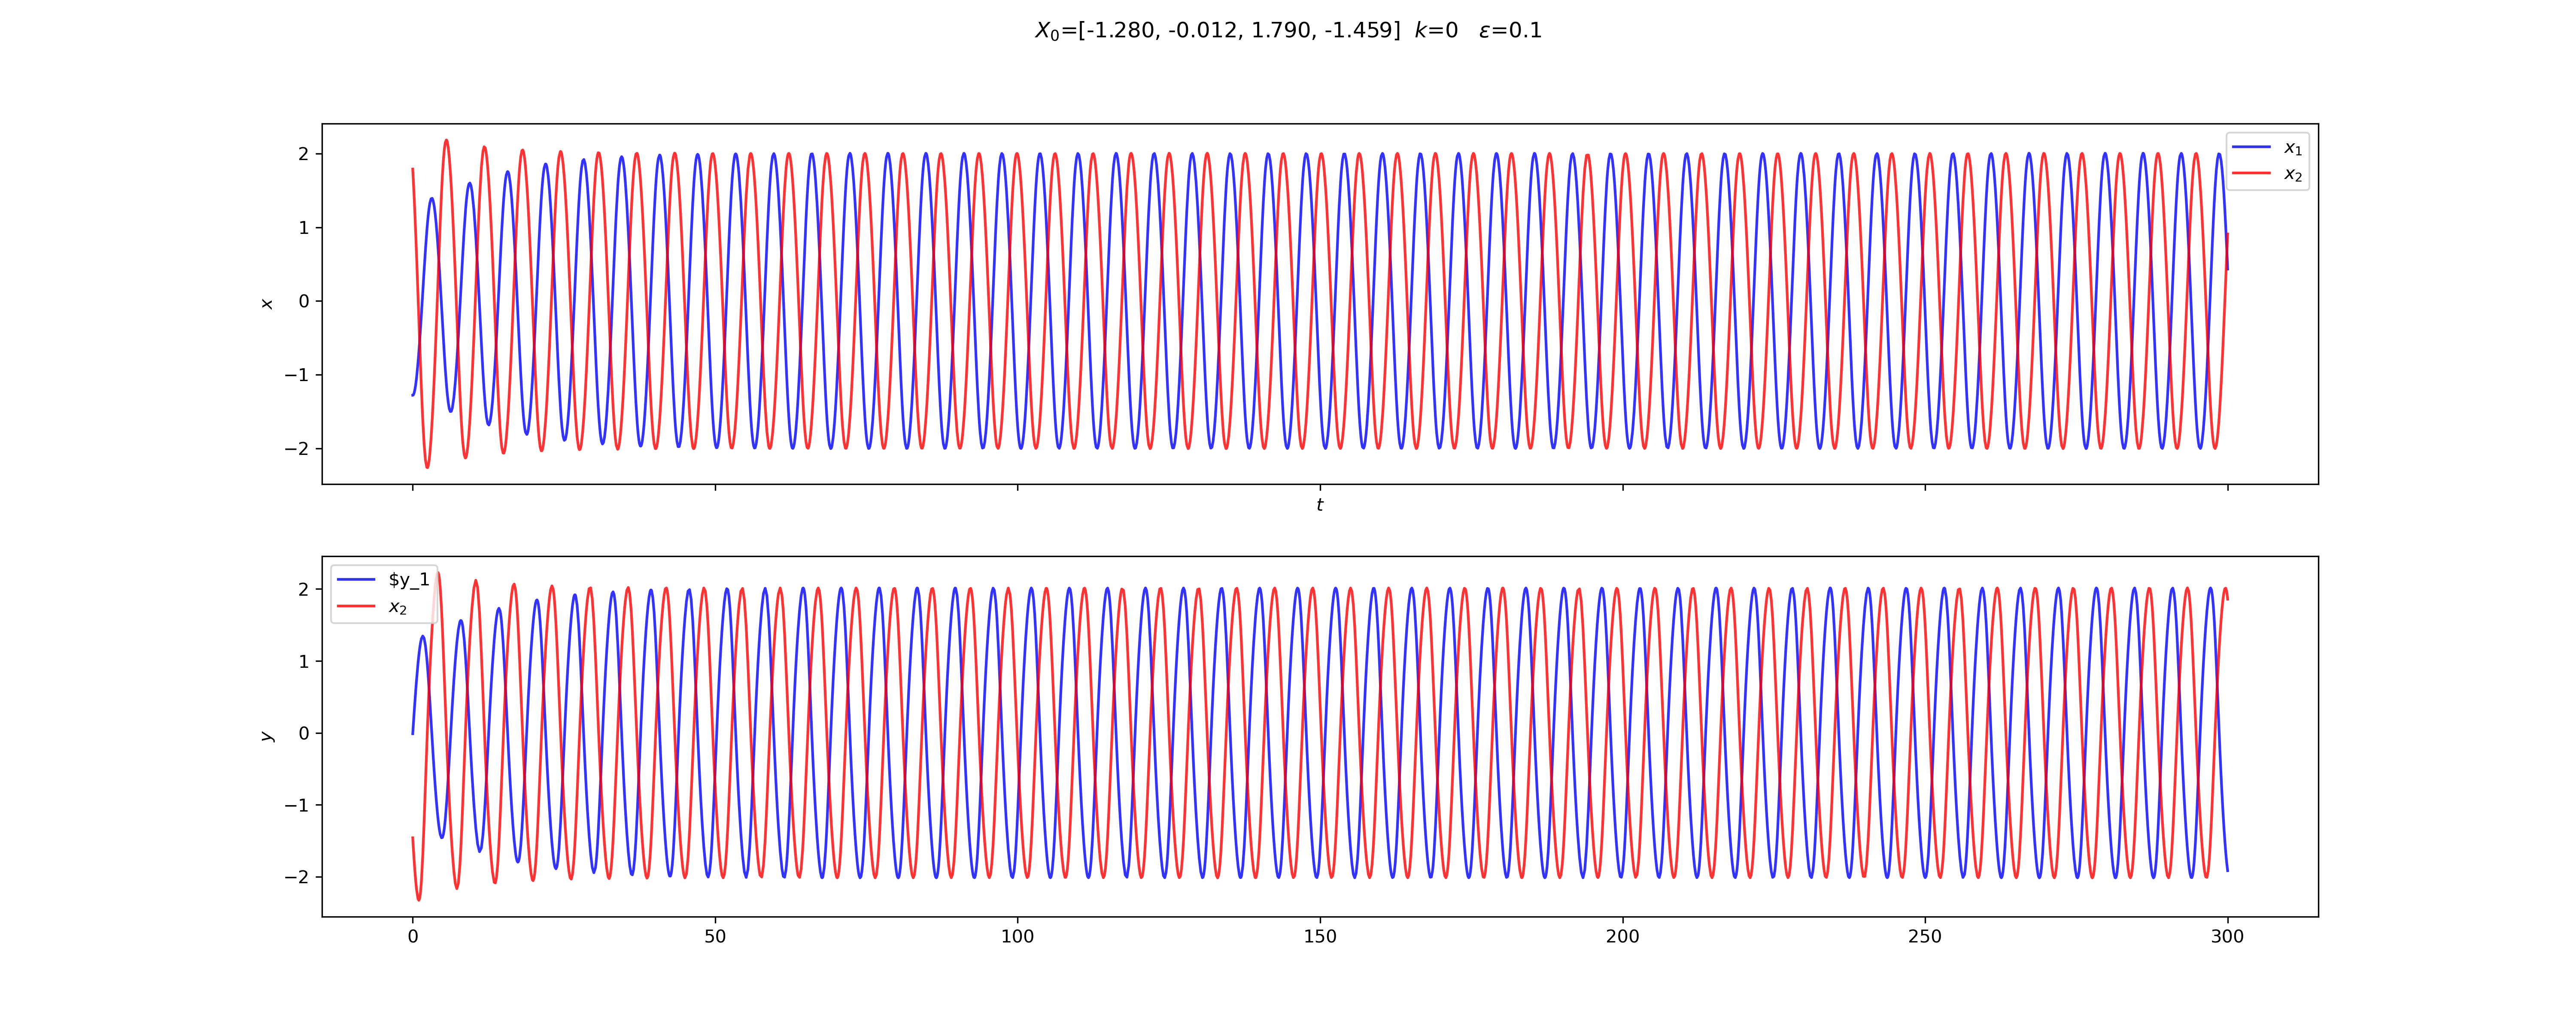 X₀=[-1.280, -0.012, 1.790, -1.459]  k=0   ε=0.1
2
1
0
−1
−2
x
x₁
x₂
t
2
1
0
−1
−2
y
$y_1
x₂
0 50 100 150 200 250 300